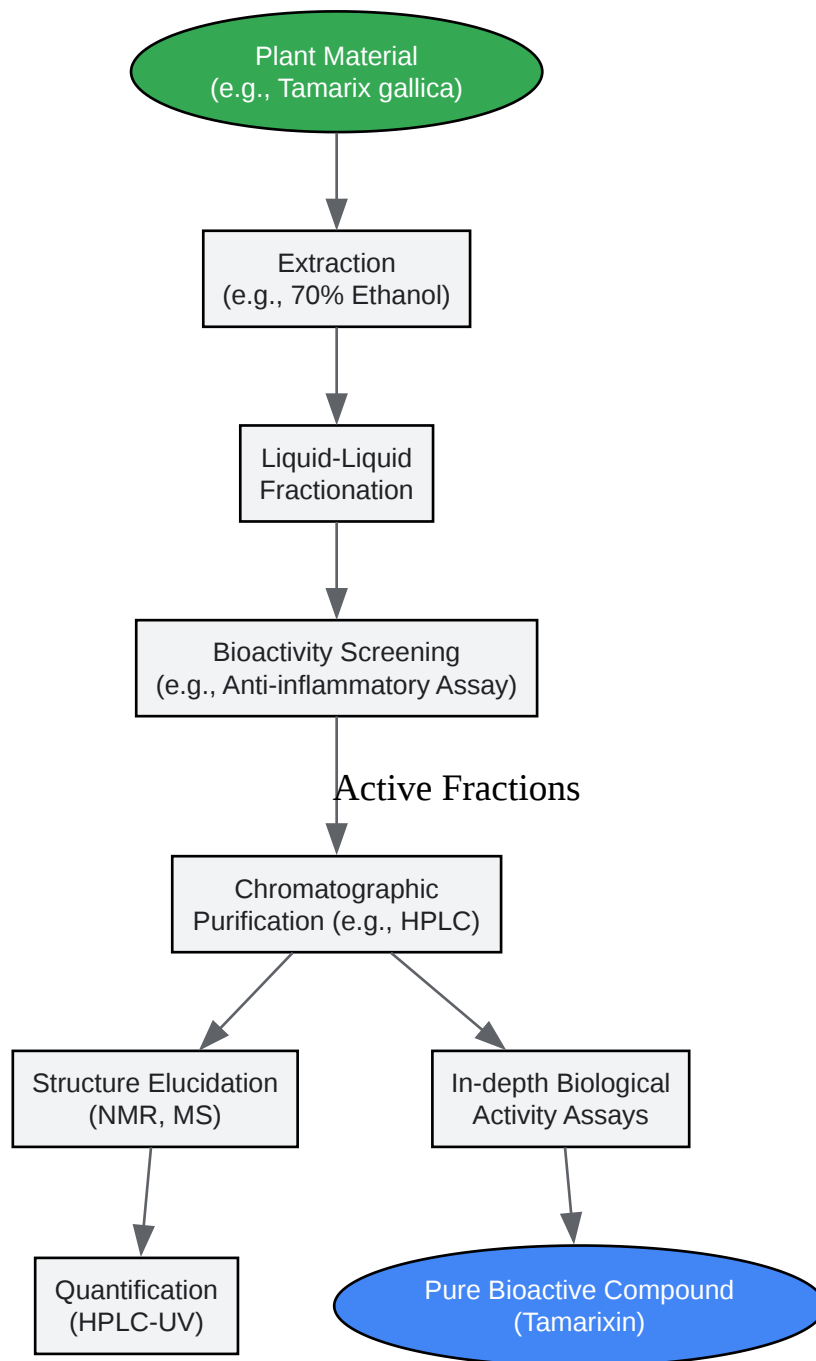 Plant Material
(e.g., Tamarix gallica)
Extraction
(e.g., 70% Ethanol)
Liquid-Liquid
Fractionation
Bioactivity Screening
(e.g., Anti-inflammatory Assay)
Active Fractions
Chromatographic
Purification (e.g., HPLC)
Structure Elucidation
(NMR, MS)
In-depth Biological
Activity Assays
Quantification
(HPLC-UV)
Pure Bioactive Compound
(Tamarixin)